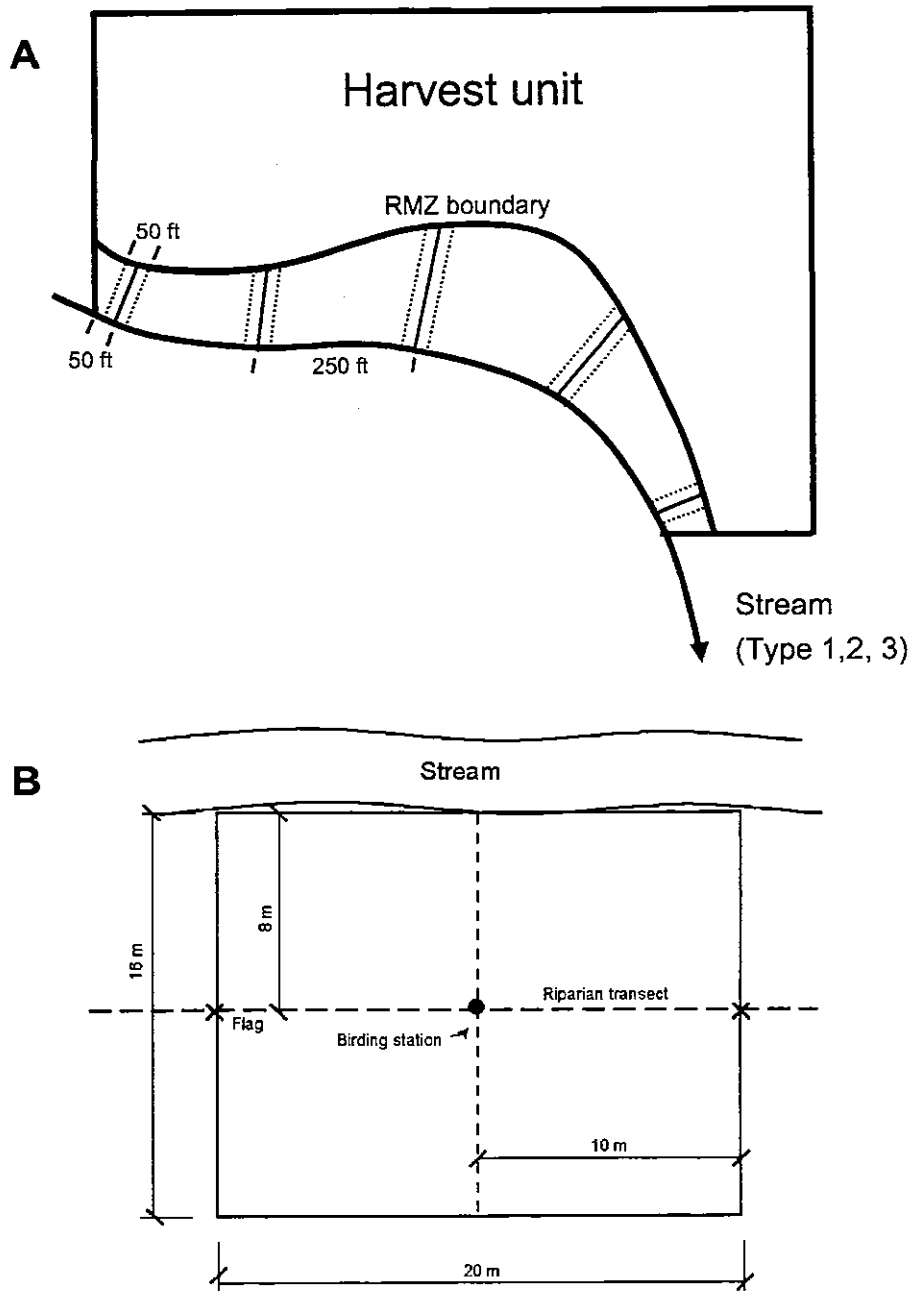 A
Harvest unit
RMZ boundary
50 ft
50 ft
250 ft
Stream
(Type 1,2, 3)
B
Stream
16 m
8 m
Riparian transect
Flag
Birding station
10 m
20 m